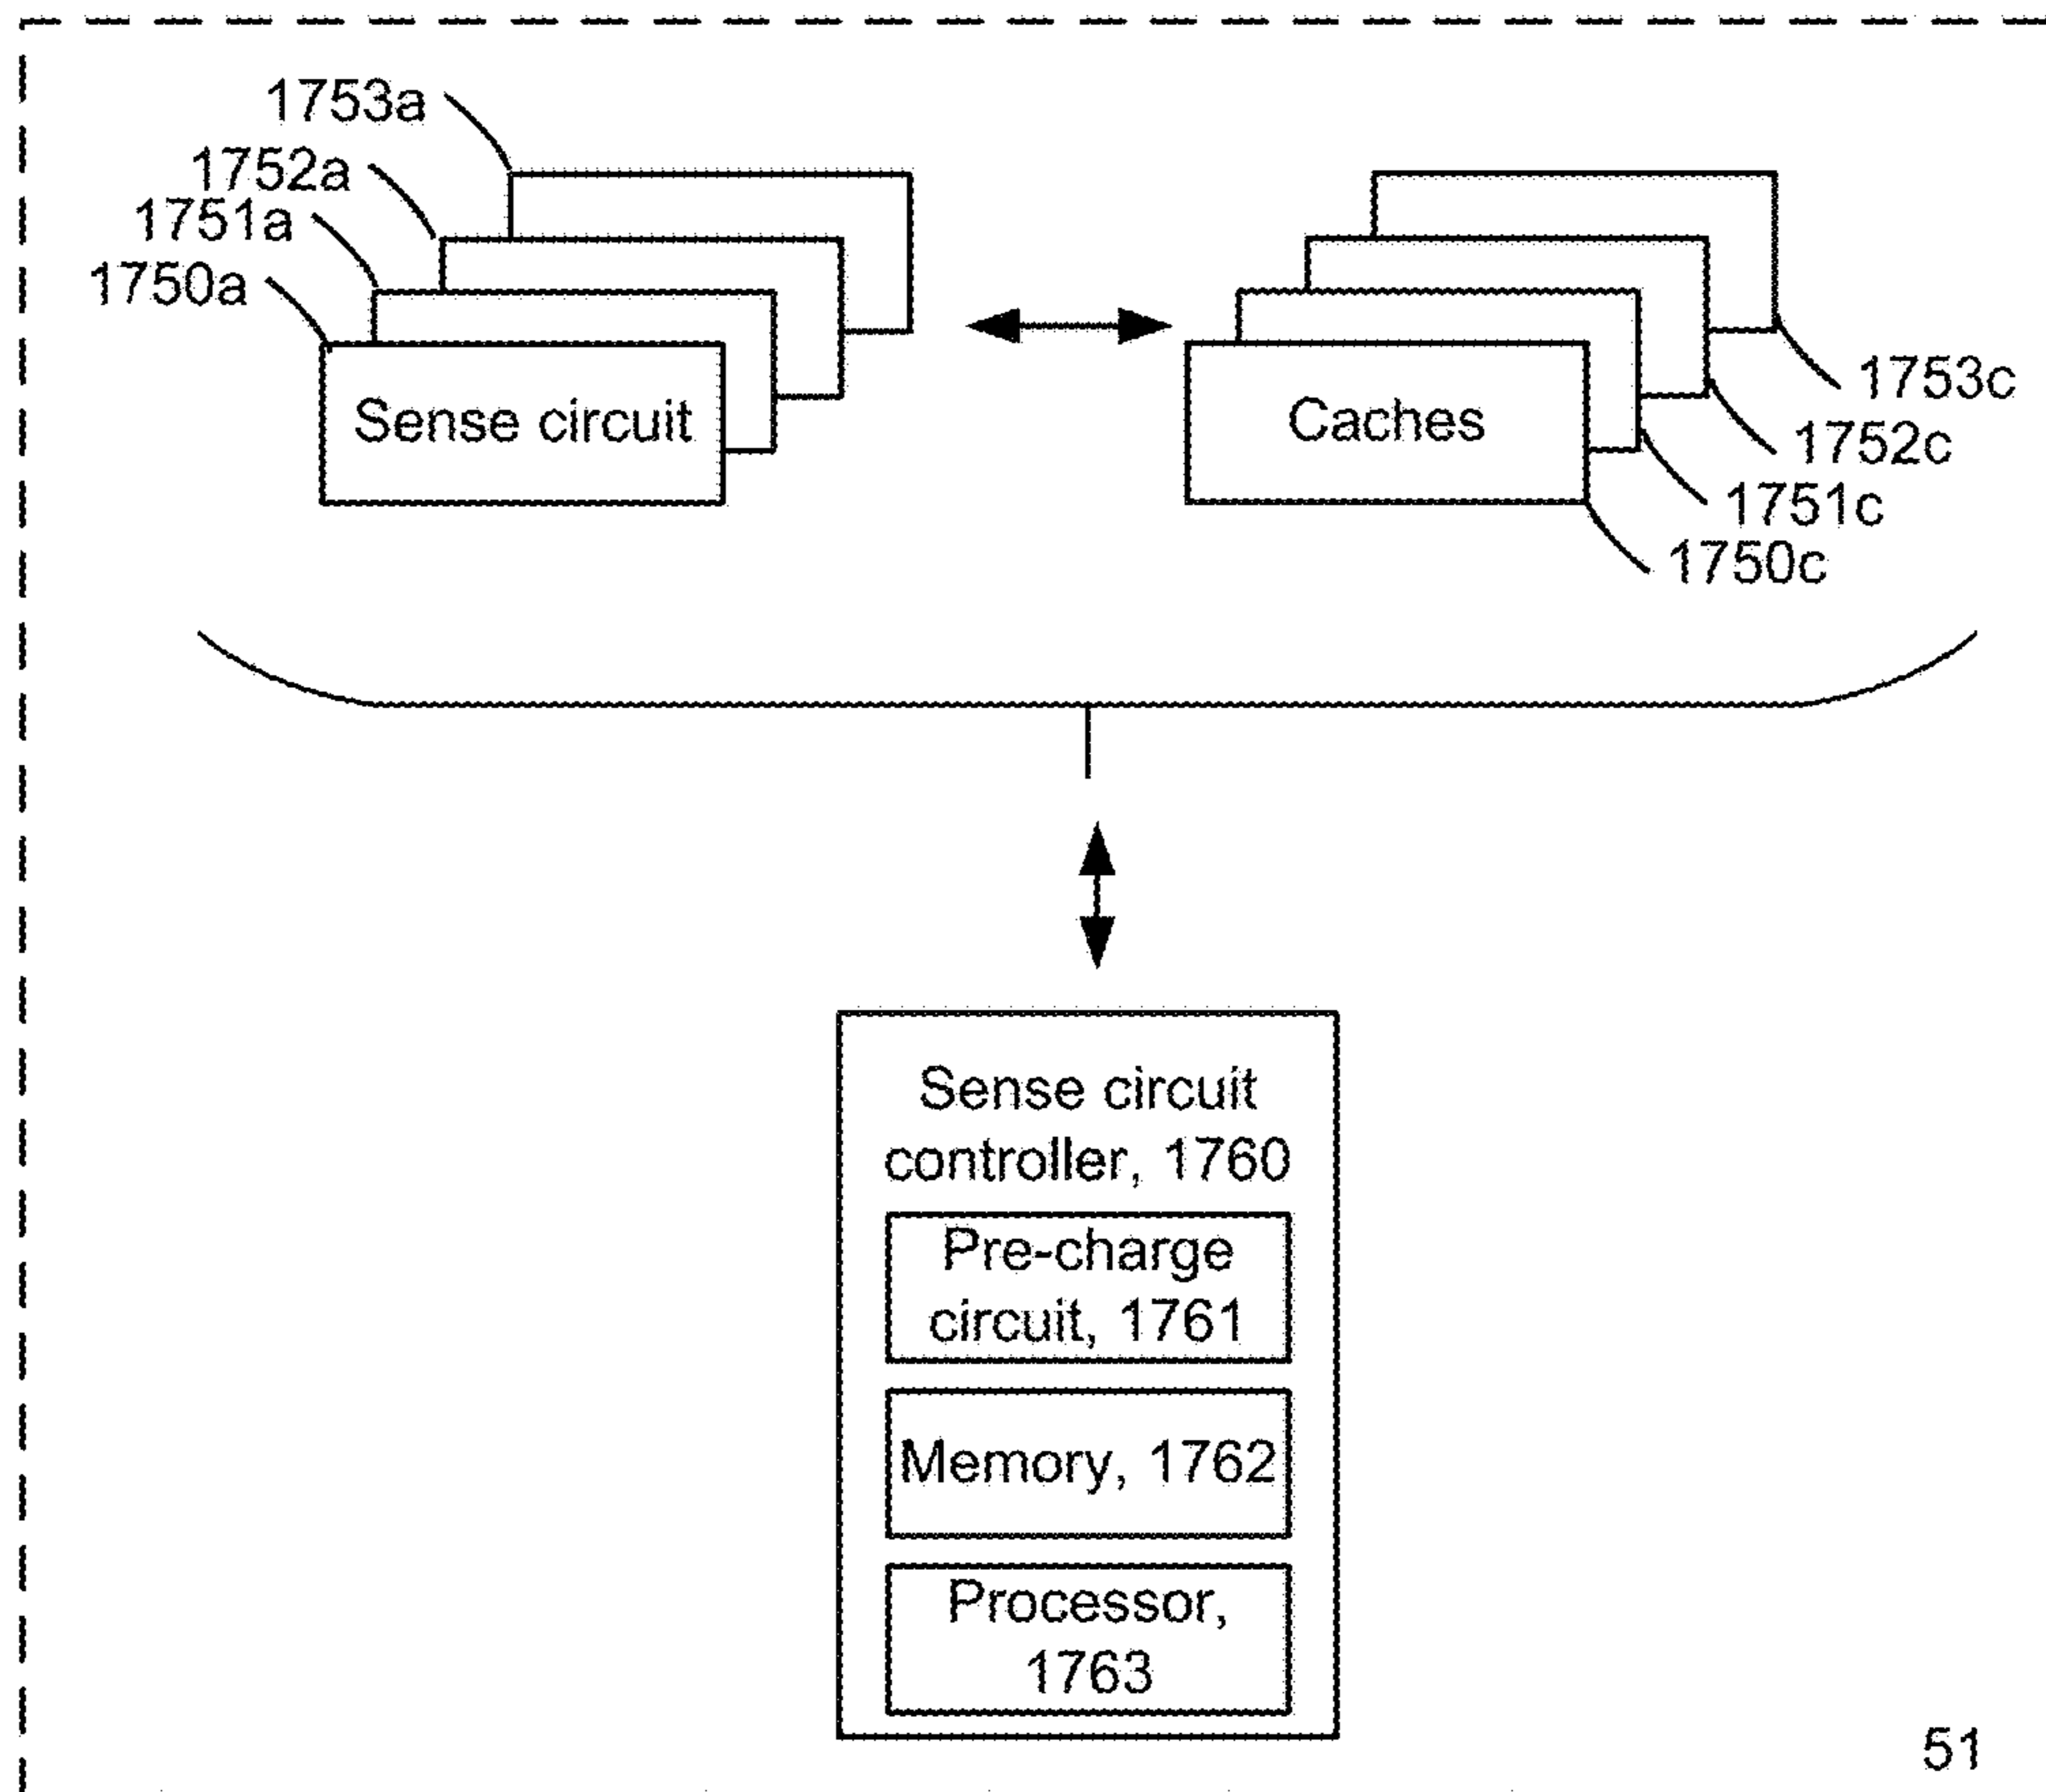 1753a
1752a
1751a
1750a
Sense circuit
Caches
1753c
1752c
1751c
1750c
Sense circuit
controller, 1760
Pre-charge
circuit, 1761
Memory, 1762
Processor,
1763
51